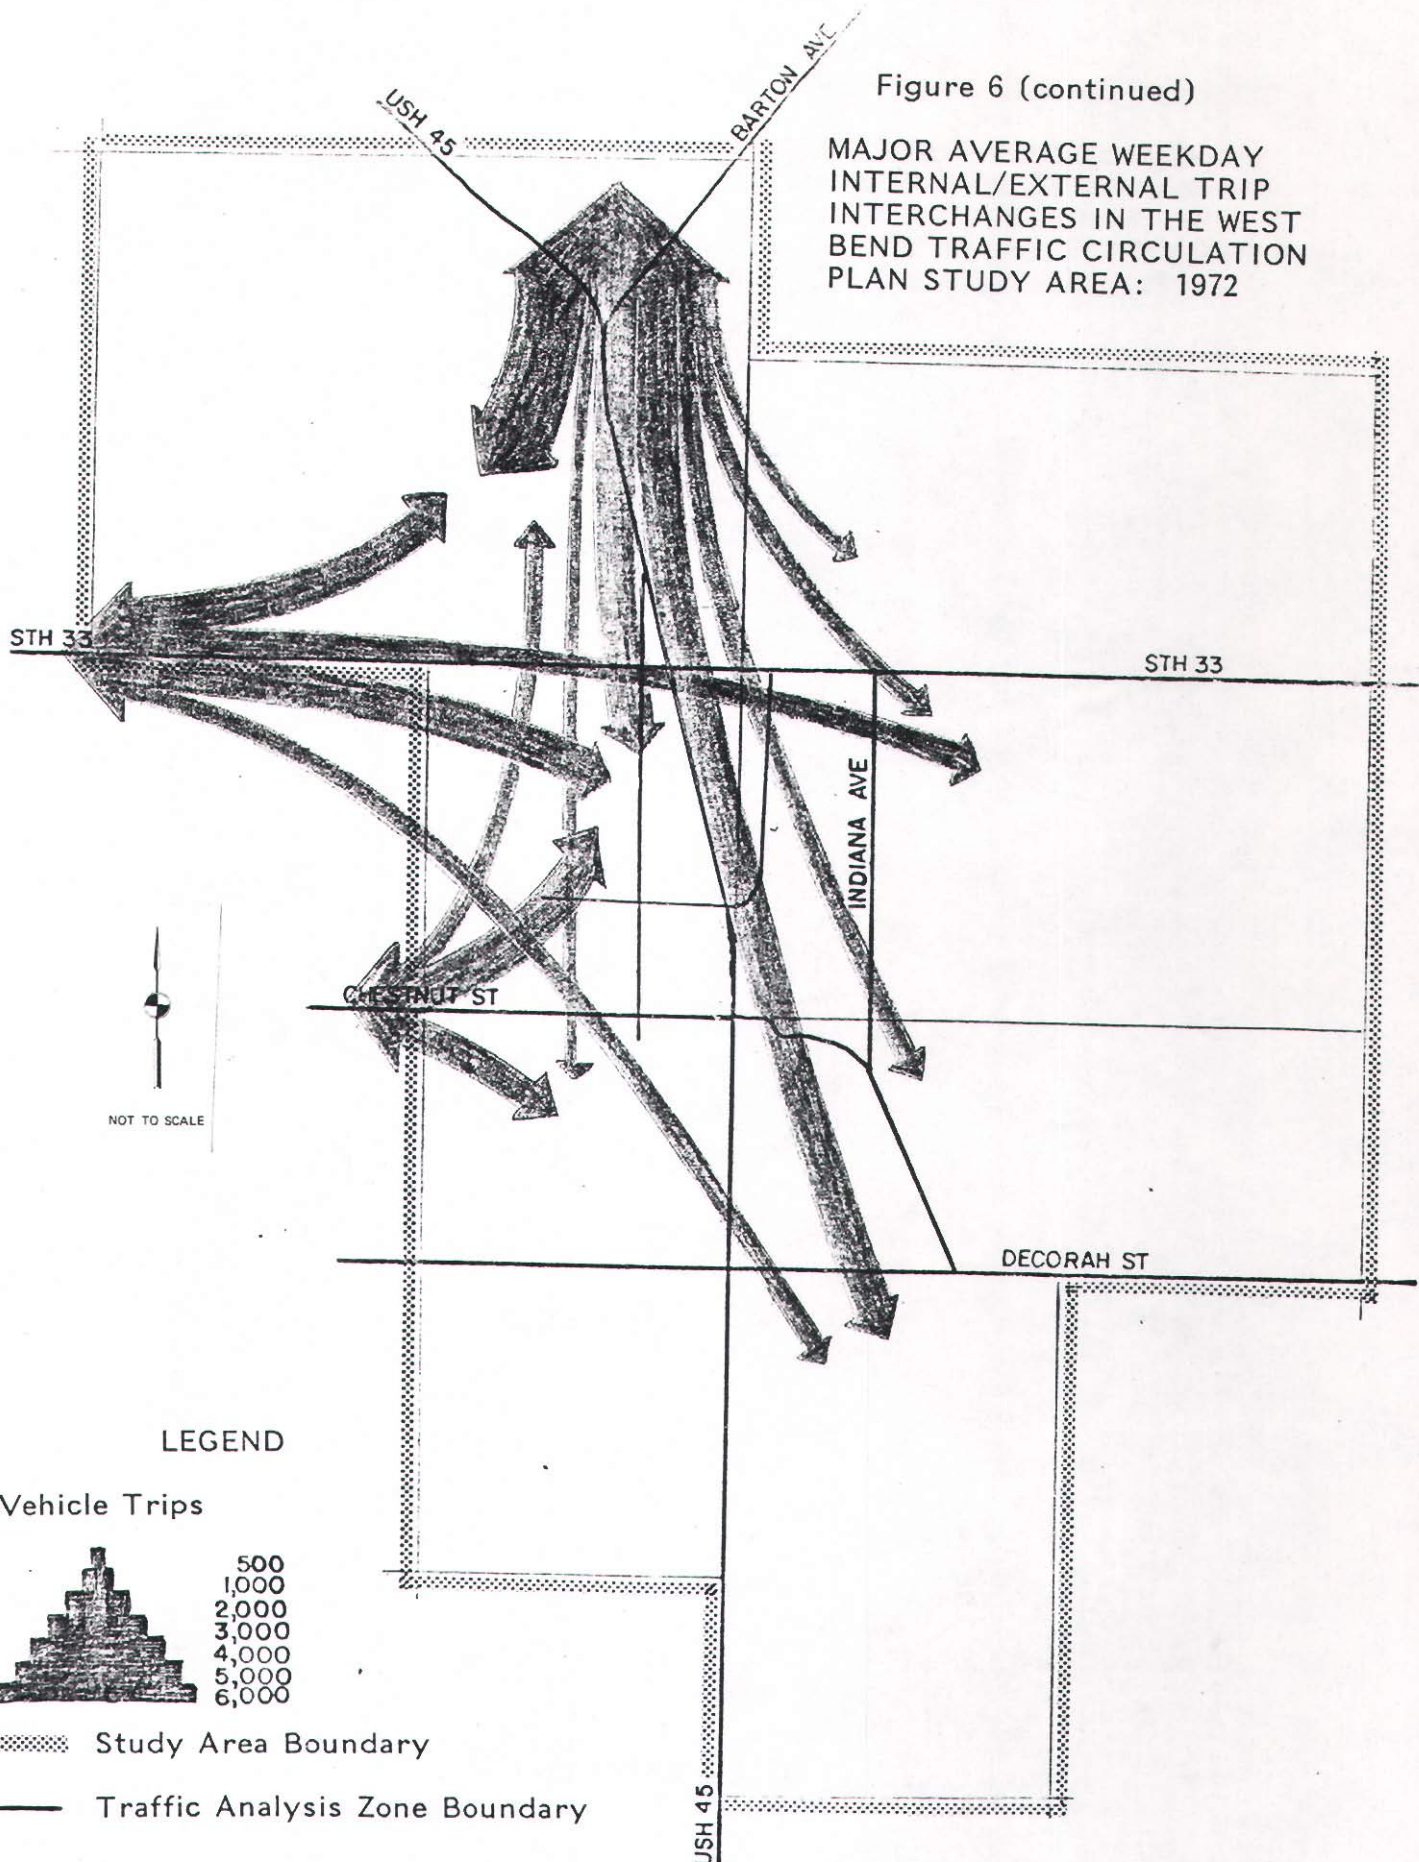 Figure 6 (continued)
MAJOR AVERAGE WEEKDAY
INTERNAL/EXTERNAL TRIP
INTERCHANGES IN THE WEST
BEND TRAFFIC CIRCULATION
PLAN STUDY AREA: 1972
USH 45
BARTON AVE
STH 33
STH 33
INDIANA AVE
CHESTNUT ST
NOT TO SCALE
DECORAH ST
LEGEND
Vehicle Trips
500
1,000
2,000
3,000
4,000
5,000
6,000
Study Area Boundary
Traffic Analysis Zone Boundary
USH 45